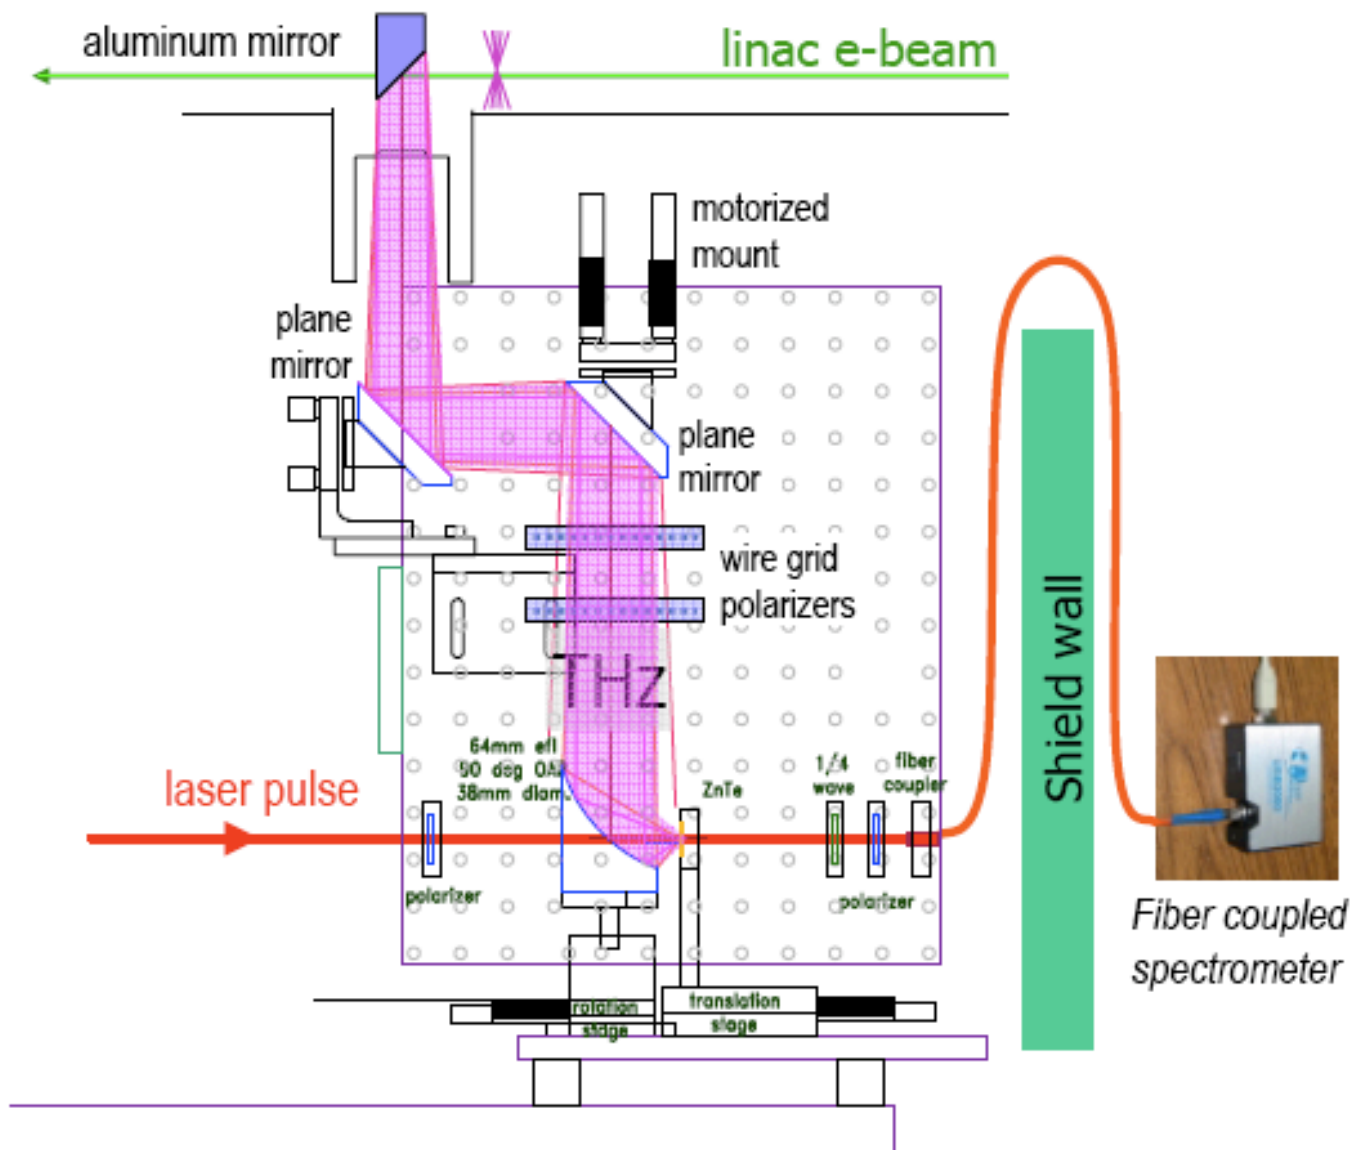 aluminum mirror
linac e-beam
motorized
mount
plane
mirror
plane
mirror
wire grid
polarizers
THz
64mm efl
90 deg
38mm diam.
laser pulse
ZnTe
1/4
wave
fiber
coupler
polarizer
polarizer
Shield wall
Fiber coupled
spectrometer
rotation
stage
translation
stage